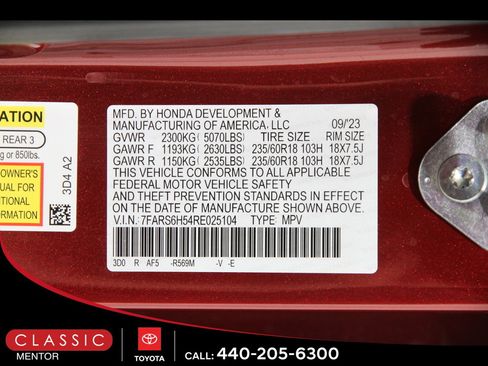 ATION
REAR 3
g or 850lbs.
OWNER'S
NUAL FOR
TIONAL
ORMATION
3D4 A2
MFD. BY HONDA DEVELOPMENT &
MANUFACTURING OF AMERICA, LLC 09/'23
GVWR 2300KG( 5070LBS) TIRE SIZE RIM SIZE
GAWR F 1193KG( 2630LBS) 235/60R18 103H 18X7.5J
GAWR R 1150KG( 2535LBS) 235/60R18 103H 18X7.5J
THIS VEHICLE CONFORMS TO ALL APPLICABLE
FEDERAL MOTOR VEHICLE SAFETY
AND THEFT PREVENTION STANDARDS IN EFFECT ON
THE DATE OF MANUFACTURE SHOWN ABOVE.
V.I.N: 7FARS6H54RE025104 TYPE: MPV
3D0 R AF5 -R569M -V -E
CLASSIC
MENTOR
TOYOTA
CALL: 440-205-6300